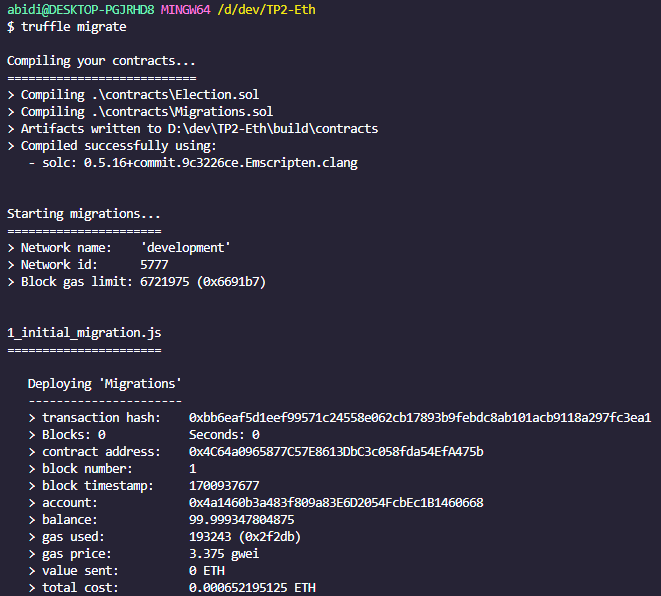 abidi@DESKTOP-PGJRHD8 MINGW64 /d/dev/TP2-Eth
$ truffle migrate
Compiling your contracts...
===========================
> Compiling .\contracts\Election.sol
> Compiling .\contracts\Migrations.sol
> Artifacts written to D:\dev\TP2-Eth\build\contracts
> Compiled successfully using:
   - solc: 0.5.16+commit.9c3226ce.Emscripten.clang
Starting migrations...
======================
> Network name:    'development'
> Network id:      5777
> Block gas limit: 6721975 (0x6691b7)
1_initial_migration.js
======================
   Deploying 'Migrations'
   ----------------------
   > transaction hash:    0xbb6eaf5d1eef99571c24558e062cb17893b9febdc8ab101acb9118a297fc3ea1
   > Blocks: 0            Seconds: 0
   > contract address:    0x4C64a0965877C57E8613DbC3c058fda54EfA475b
   > block number:        1
   > block timestamp:     1700937677
   > account:             0x4a1460b3a483f809a83E6D2054FcbEc1B1460668
   > balance:             99.999347804875
   > gas used:            193243 (0x2f2db)
   > gas price:           3.375 gwei
   > value sent:          0 ETH
   > total cost:          0.000652195125 ETH